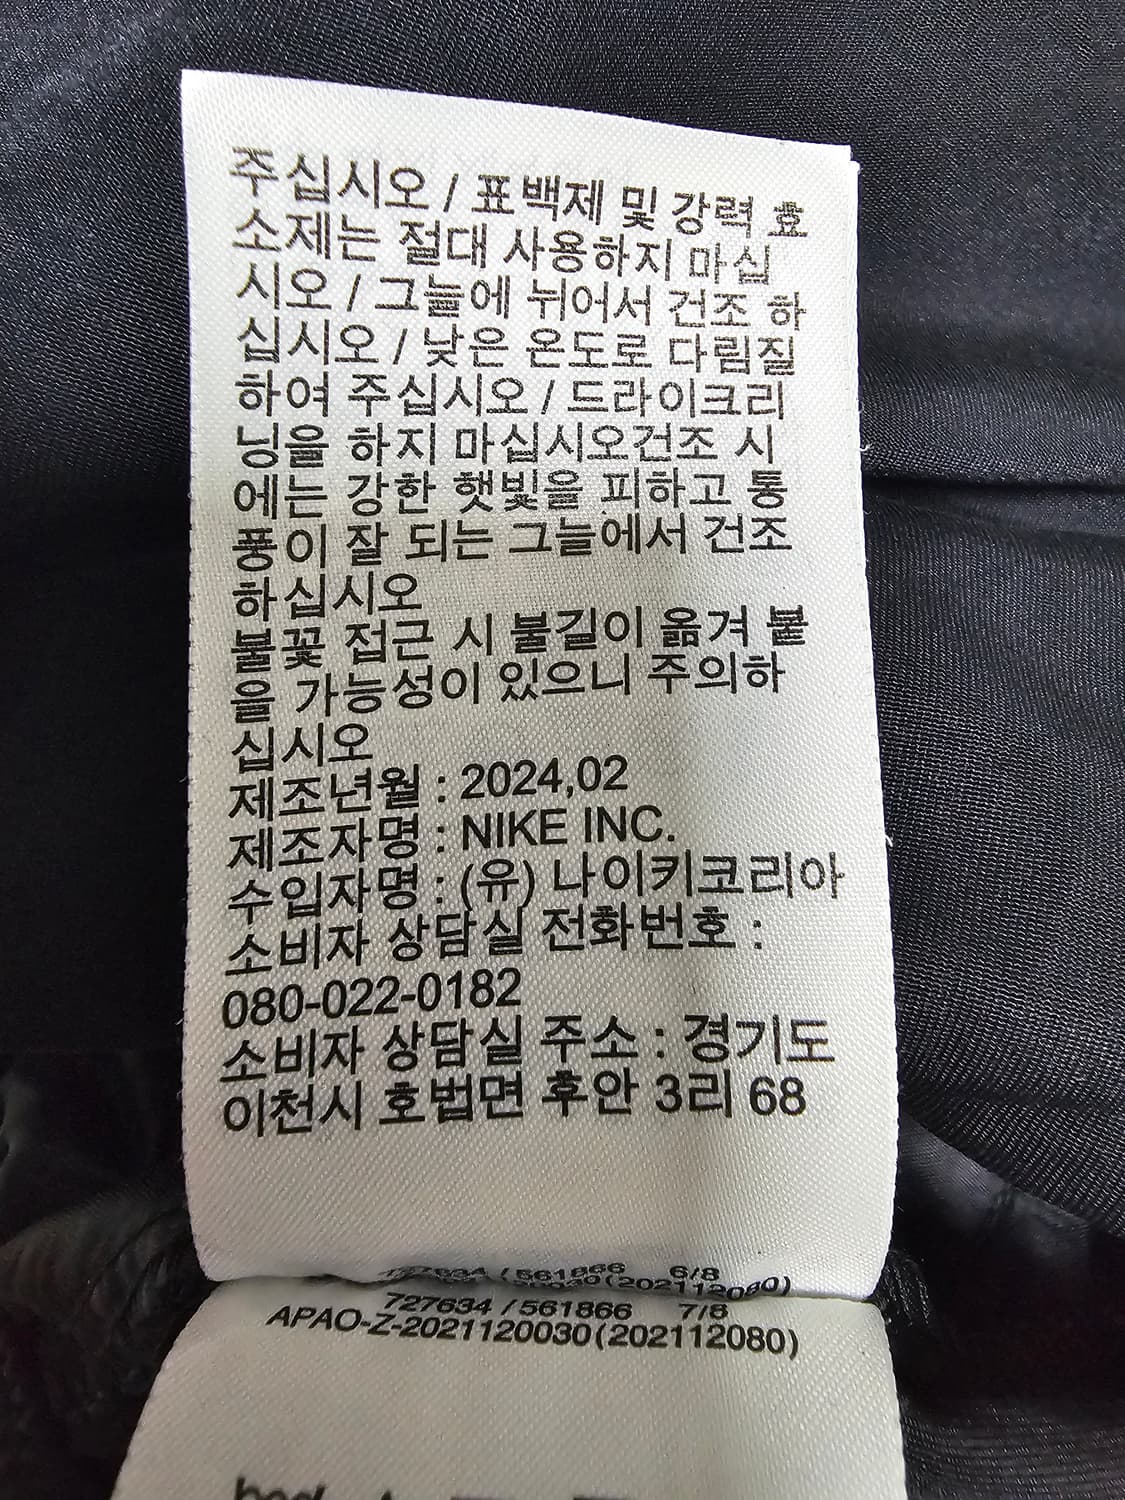 주십시오 / 표백제 및 강력 효
소제는 절대 사용하지 마십
시오 / 그늘에 뉘어서 건조 하
십시오 / 낮은 온도로 다림질
하여 주십시오 / 드라이크리
닝을 하지 마십시오건조 시
에는 강한 햇빛을 피하고 통
풍이 잘 되는 그늘에서 건조
하십시오
불꽃 접근 시 불길이 옮겨 붙
을 가능성이 있으니 주의하
십시오
제조년월 : 2024,02
제조자명 : NIKE INC.
수입자명 : (유) 나이키코리아
소비자 상담실 전화번호 :
080-022-0182
소비자 상담실 주소 : 경기도
이천시 호법면 후안 3리 68
727634 / 561866 6/8
(202112080)
727634 / 561866 7/8
APAO-Z-2021120030(202112080)